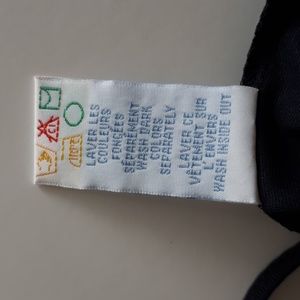 LAVER LES
COULEURS
FONCÉES
SÉPARÉMENT
WASH DARK
COLORS
SEPARATELY
LAVER CE
VÊTEMENT SUR
L'ENVERS
WASH INSIDE OUT